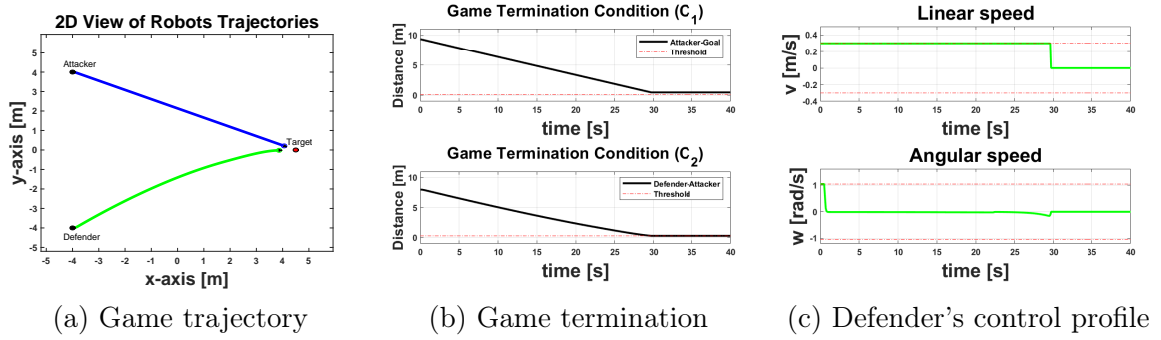 2D View of Robots Trajectories
y-axis [m]
5
4
3
2
1
0
-1
-2
-3
-4
-5
Attacker
Target
Defender
-5 -4 -3 -2 -1 0 1 2 3 4 5
x-axis [m]
(a) Game trajectory
Game Termination Condition (C1)
Distance [m]
10
5
0
Attacker-Goal
Threshold
0 5 10 15 20 25 30 35 40
time [s]
Game Termination Condition (C2)
Distance [m]
10
5
0
Defender-Attacker
Threshold
0 5 10 15 20 25 30 35 40
time [s]
(b) Game termination
Linear speed
v [m/s]
0.4
0.2
0
-0.2
-0.4
0 5 10 15 20 25 30 35 40
time [s]
Angular speed
w [rad/s]
1
0
-1
0 5 10 15 20 25 30 35 40
time [s]
(c) Defender's control profile